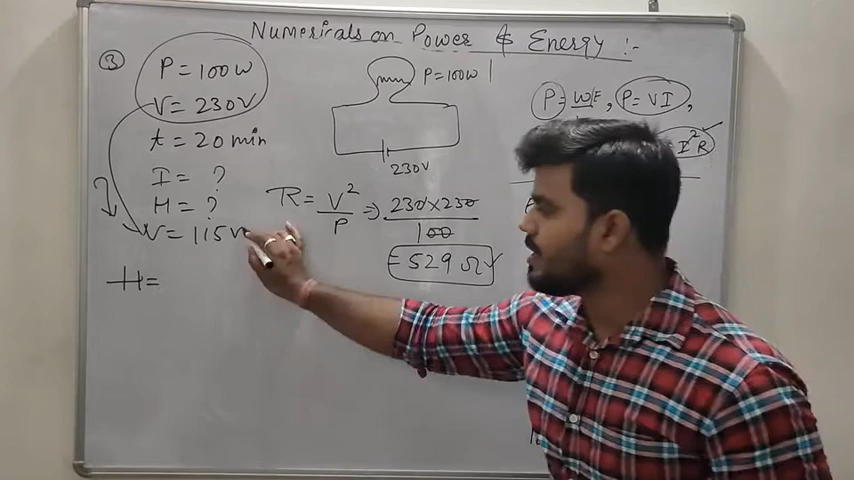 Numericals on Power & Energy :-
③
P = 100W
V = 230V
t = 20 min
I = ?
H = ?
V = 115V
H =
P=100W
230V
R = V²/P ⇒ 230×230/100
= 529 Ω
P = W/t, P = VI,
I²R